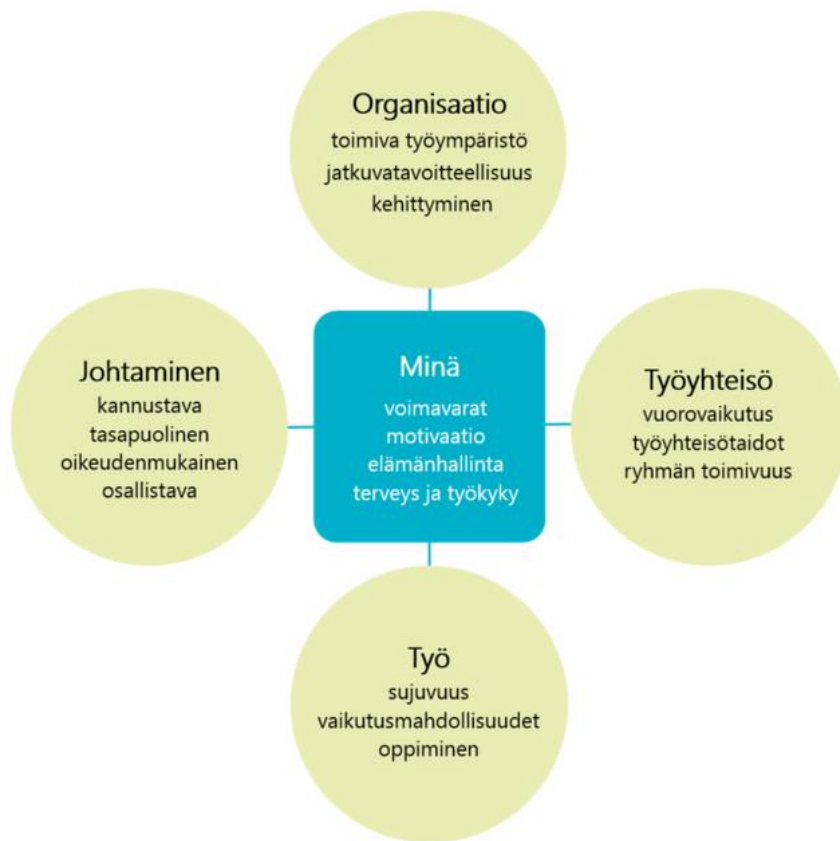 Organisaatio
toimiva työympäristö
jatkuvatavoitteellisuus
kehittyminen
Johtaminen
kannustava
tasapuolinen
oikeudenmukainen
osallistava
Minä
voimavarat
motivaatio
elämänhallinta
terveys ja työkyky
Työyhteisö
vuorovaikutus
työyhteisötaidot
ryhmän toimivuus
Työ
sujuvuus
vaikutusmahdollisuudet
oppiminen